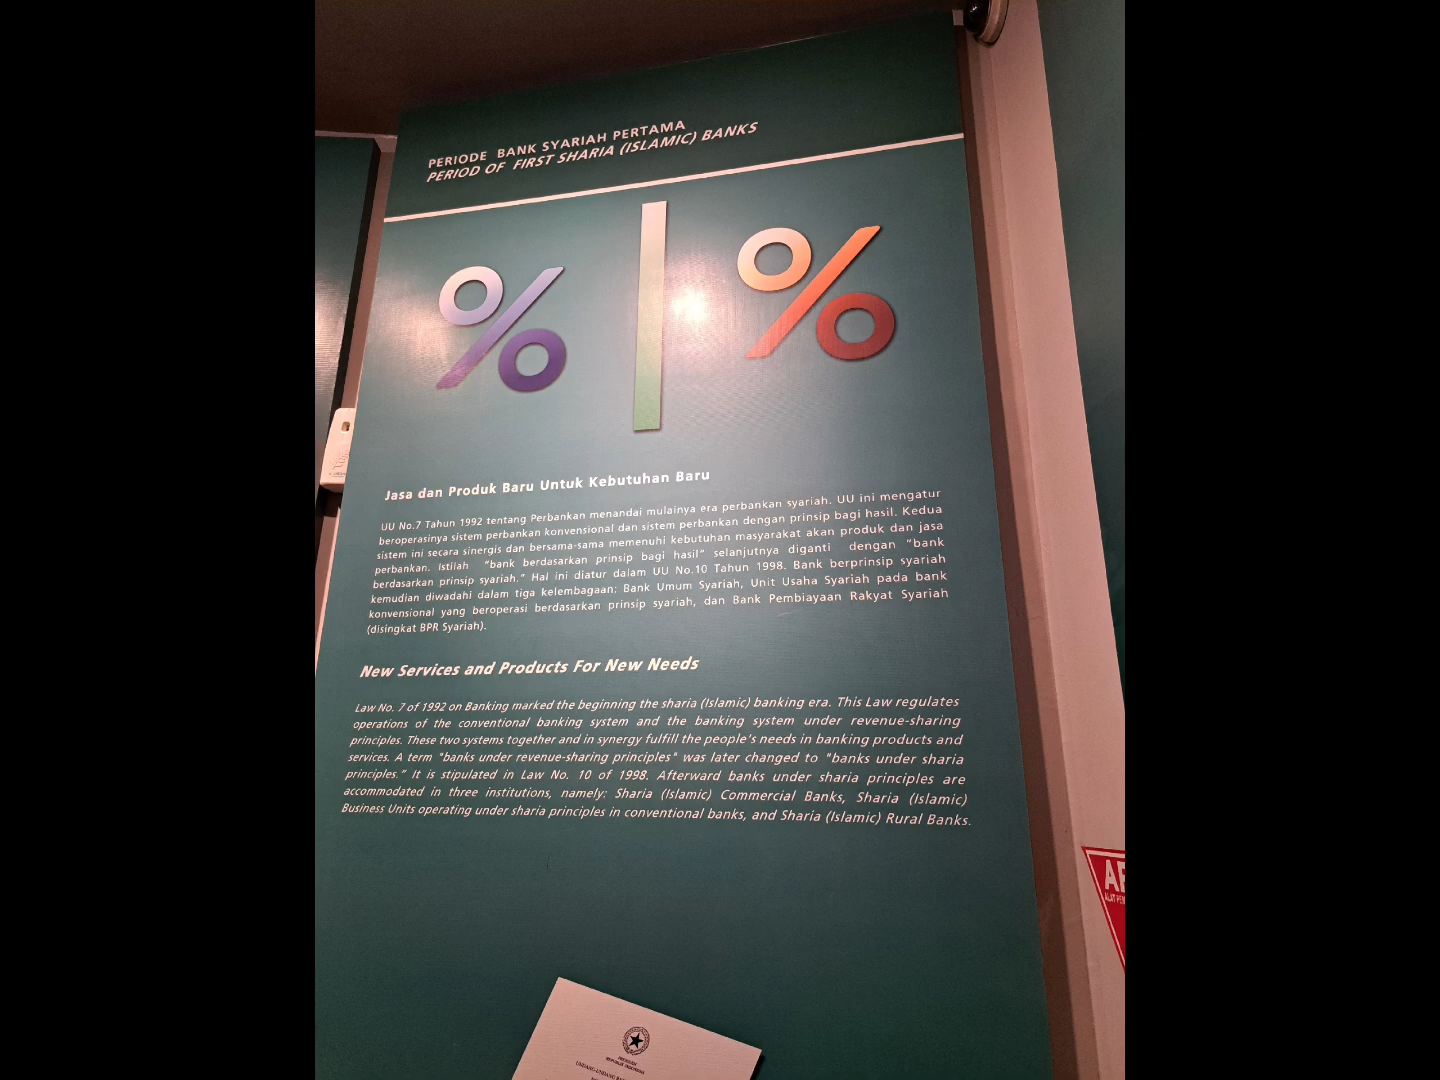 PERIODE BANK SYARIAH PERTAMA
PERIOD OF FIRST SHARIA (ISLAMIC) BANKS
% | %
Jasa dan Produk Baru Untuk Kebutuhan Baru
UU No.7 Tahun 1992 tentang Perbankan menandai mulainya era perbankan syariah. UU ini mengatur
beroperasinya sistem perbankan konvensional dan sistem perbankan dengan prinsip bagi hasil. Kedua
sistem ini secara sinergis dan bersama-sama memenuhi kebutuhan masyarakat akan produk dan jasa
perbankan. Istilah "bank berdasarkan prinsip bagi hasil" selanjutnya diganti dengan "bank
berdasarkan prinsip syariah." Hal ini diatur dalam UU No.10 Tahun 1998. Bank berprinsip syariah
kemudian diwadahi dalam tiga kelembagaan: Bank Umum Syariah, Unit Usaha Syariah pada bank
konvensional yang beroperasi berdasarkan prinsip syariah, dan Bank Pembiayaan Rakyat Syariah
(disingkat BPR Syariah).
New Services and Products For New Needs
Law No. 7 of 1992 on Banking marked the beginning the sharia (Islamic) banking era. This Law regulates
operations of the conventional banking system and the banking system under revenue-sharing
principles. These two systems together and in synergy fulfill the people's needs in banking products and
services. A term "banks under revenue-sharing principles" was later changed to "banks under sharia
principles." It is stipulated in Law No. 10 of 1998. Afterward banks under sharia principles are
accommodated in three institutions, namely: Sharia (Islamic) Commercial Banks, Sharia (Islamic)
Business Units operating under sharia principles in conventional banks, and Sharia (Islamic) Rural Banks.
PRESIDEN
REPUBLIK INDONESIA
UNDANG-UNDANG
ALAT